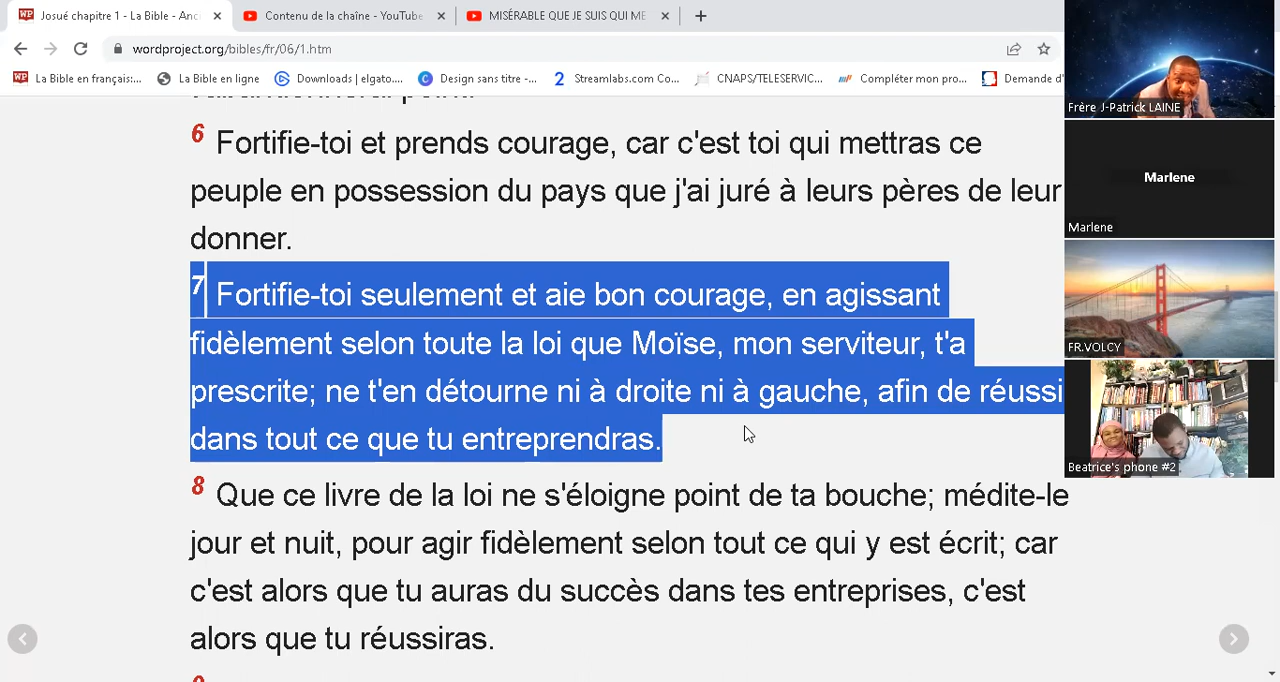 Josué chapitre 1 - La Bible - Anc
Contenu de la chaîne - YouTube
MISÉRABLE QUE JE SUIS QUI ME
wordproject.org/bibles/fr/06/1.htm
La Bible en français:...
La Bible en ligne
Downloads | elgato....
Design sans titre -...
Streamlabs.com Co...
CNAPS/TELESERVIC...
Compléter mon pro...
Demande d'
6 Fortifie-toi et prends courage, car c'est toi qui mettras ce
peuple en possession du pays que j'ai juré à leurs pères de leur
donner.
7 Fortifie-toi seulement et aie bon courage, en agissant
fidèlement selon toute la loi que Moïse, mon serviteur, t'a
prescrite; ne t'en détourne ni à droite ni à gauche, afin de réussi
dans tout ce que tu entreprendras.
8 Que ce livre de la loi ne s'éloigne point de ta bouche; médite-le
jour et nuit, pour agir fidèlement selon tout ce qui y est écrit; car
c'est alors que tu auras du succès dans tes entreprises, c'est
alors que tu réussiras.
Frère J-Patrick LAINE
Marlene
Marlene
FR.VOLCY
Beatrice's phone #2